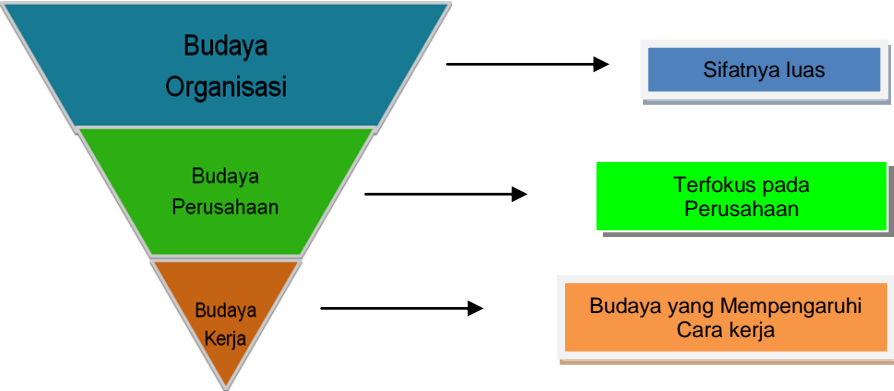 Budaya
Organisasi
Sifatnya luas
Budaya
Perusahaan
Terfokus pada
Perusahaan
Budaya
Kerja
Budaya yang Mempengaruhi
Cara kerja